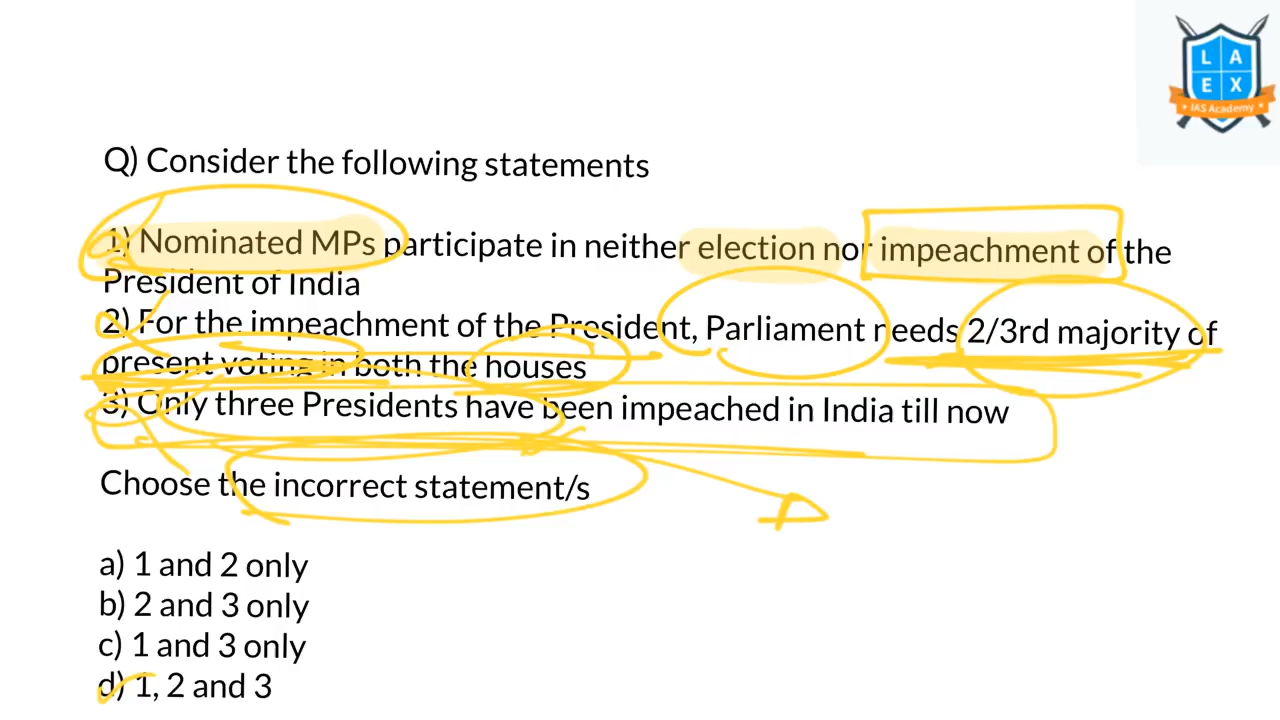 L A
E X
IAS Academy
Q) Consider the following statements
1) Nominated MPs participate in neither election nor impeachment of the
President of India
2) For the impeachment of the President, Parliament needs 2/3rd majority of
present voting in both the houses
3) Only three Presidents have been impeached in India till now
Choose the incorrect statement/s
a) 1 and 2 only
b) 2 and 3 only
c) 1 and 3 only
d) 1, 2 and 3